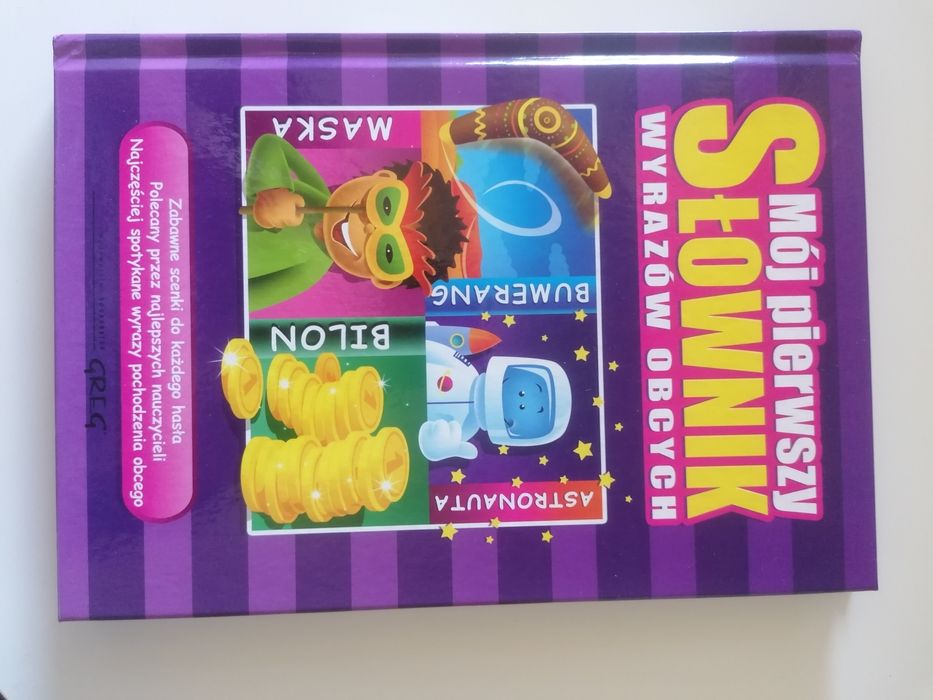 Mój pierwszy
SŁOWNIK
WYRAZÓW OBCYCH
BUMERANG
ASTRONAUTA
MASKA
BILON
Zabawne scenki do każdego hasła
Polecany przez najlepszych nauczycieli
Najczęściej spotykane wyrazy pochodzenia obcego
GREG